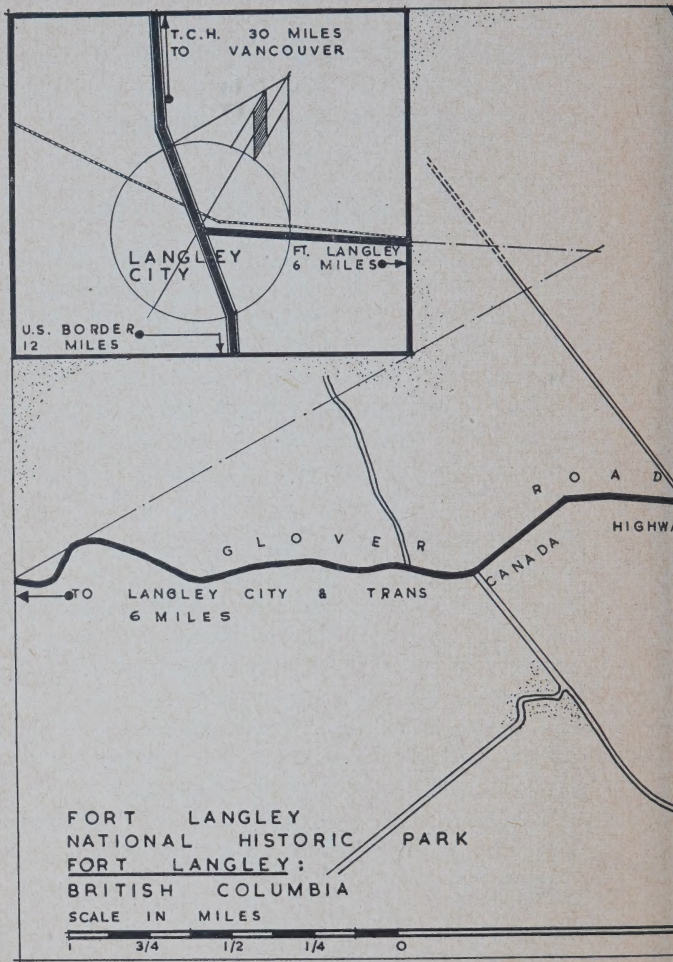 T.C.H. 30 MILES
TO VANCOUVER
LANGLEY
CITY
FT. LANGLEY
6 MILES
U.S. BORDER
12 MILES
GLOVER ROAD
TO LANGLEY CITY & TRANS CANADA HIGHWA
6 MILES
FORT LANGLEY
NATIONAL HISTORIC PARK
FORT LANGLEY:
BRITISH COLUMBIA
SCALE IN MILES
1 3/4 1/2 1/4 0